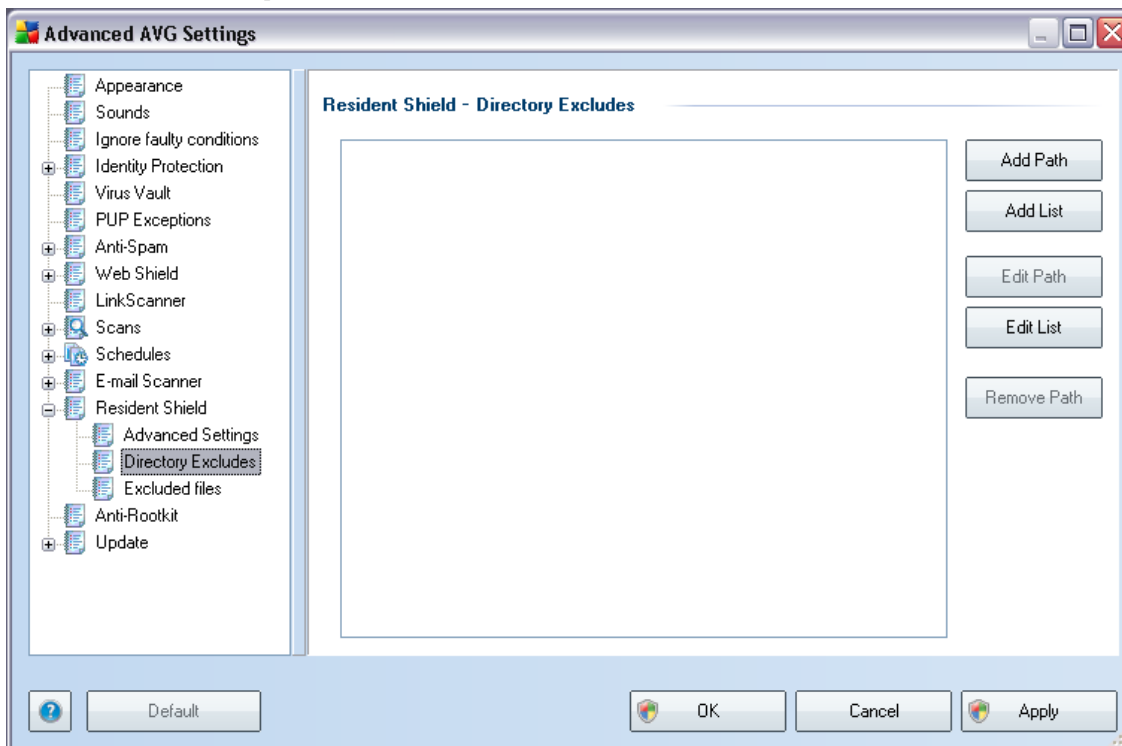 Advanced AVG Settings
Appearance
Sounds
Ignore faulty conditions
Identity Protection
Virus Vault
PUP Exceptions
Anti-Spam
Web Shield
LinkScanner
Scans
Schedules
E-mail Scanner
Resident Shield
Advanced Settings
Directory Excludes
Excluded files
Anti-Rootkit
Update
Resident Shield - Directory Excludes
Add Path
Add List
Edit Path
Edit List
Remove Path
Default
OK
Cancel
Apply